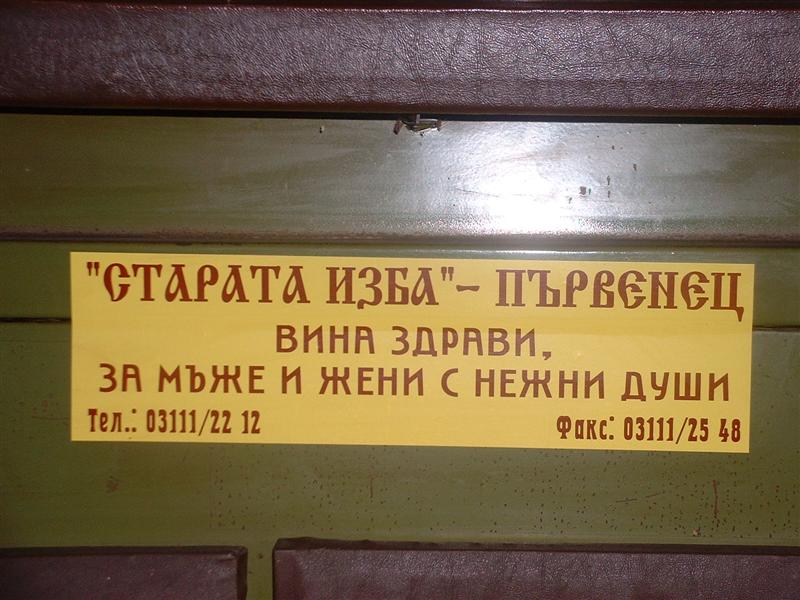 "СТАРАТА ИЗБА"- ПЪРВЕНЕЦ
ВИНА ЗДРАВИ,
ЗА МЪЖЕ И ЖЕНИ С НЕЖНИ ДУШИ
Тел.: 03111/22 12 Факс: 03111/25 48